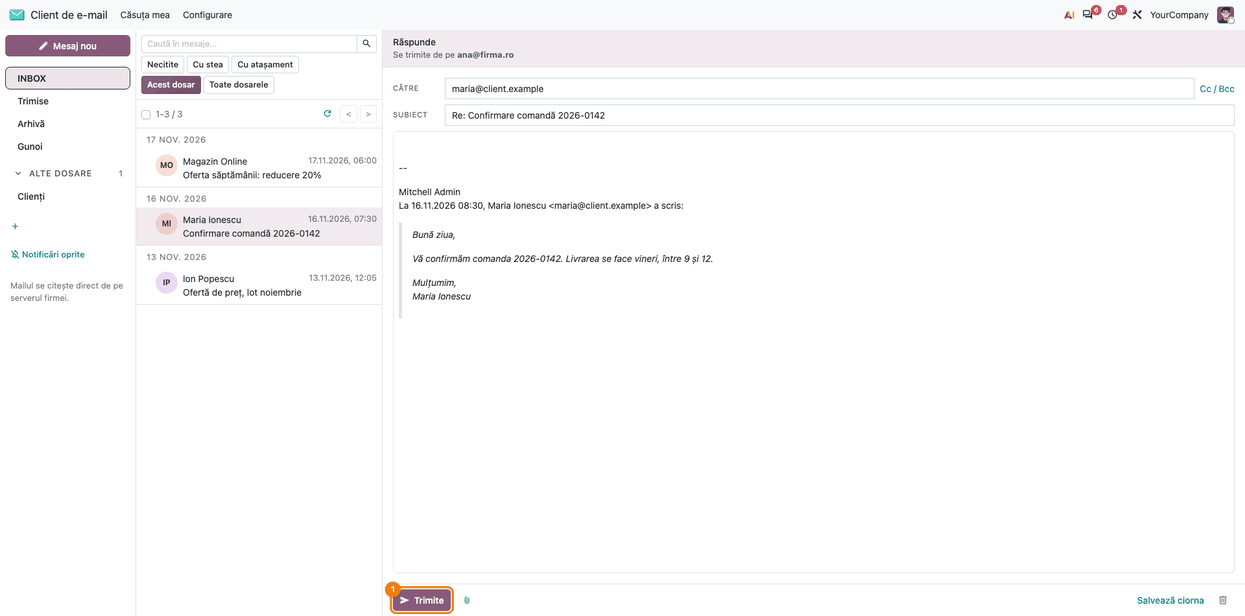 Client de e-mail Căsuța mea Configurare 6 1 YourCompany
Mesaj nou
INBOX
Trimise
Arhivă
Gunoi
ALTE DOSARE 1
Clienți
+
Notificări oprite
Mailul se citește direct de pe
serverul firmei.
Caută în mesaje...
Necitite Cu stea Cu atașament
Acest dosar Toate dosarele
1-3 / 3 < >
17 NOV. 2026
MO Magazin Online 17.11.2026, 06:00
Oferta săptămânii: reducere 20%
16 NOV. 2026
MI Maria Ionescu 16.11.2026, 07:30
Confirmare comandă 2026-0142
13 NOV. 2026
IP Ion Popescu 13.11.2026, 12:05
Ofertă de preț, lot noiembrie
Răspunde
Se trimite de pe ana@firma.ro
CĂTRE maria@client.example Cc / Bcc
SUBIECT Re: Confirmare comandă 2026-0142
--
Mitchell Admin
La 16.11.2026 08:30, Maria Ionescu <maria@client.example> a scris:
Bună ziua,
Vă confirmăm comanda 2026-0142. Livrarea se face vineri, între 9 și 12.
Mulțumim,
Maria Ionescu
1
Trimite Salvează ciorna